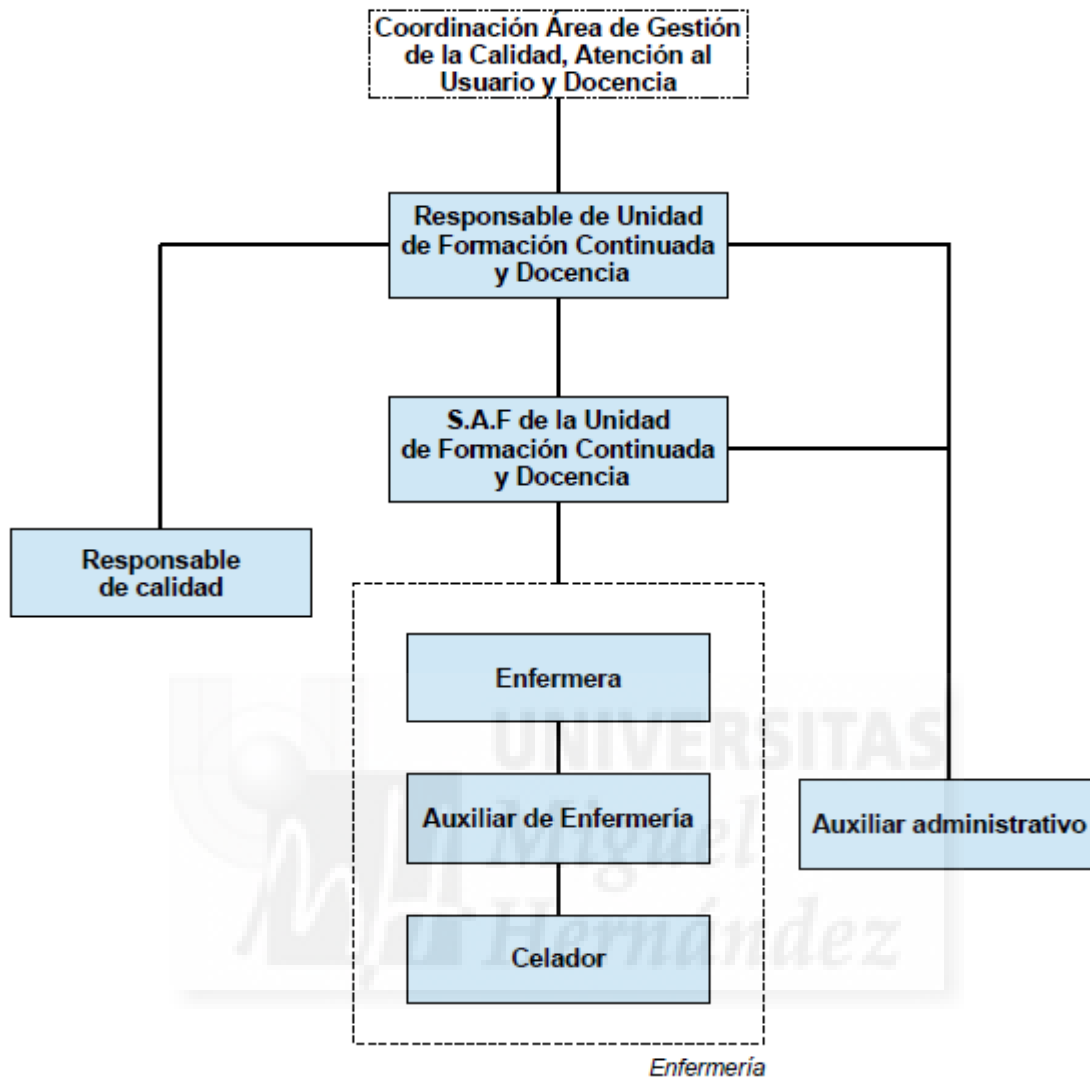 Coordinación Área de Gestión
de la Calidad, Atención al
Usuario y Docencia
Responsable de Unidad
de Formación Continuada
y Docencia
S.A.F de la Unidad
de Formación Continuada
y Docencia
Responsable
de calidad
Enfermera
UNIVERSITAS
Auxiliar de Enfermería
Miguel
Auxiliar administrativo
Celador
Hernández
Enfermería